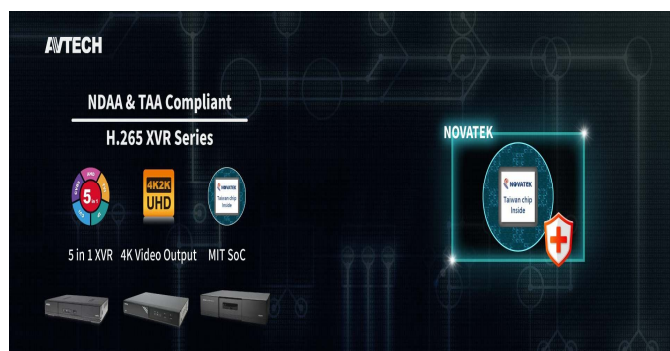 AVTECH
NDAA & TAA Compliant
H.265 XVR Series
5 in 1
4K2K
UHD
NOVATEK
Taiwan chip
Inside
5 in 1 XVR
4K Video Output
MIT SoC
NOVATEK
NOVATEK
Taiwan chip
Inside